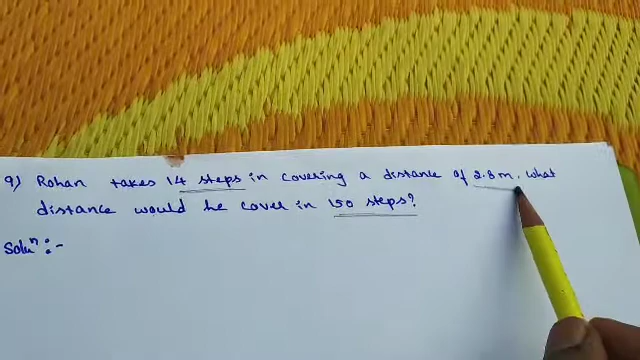 9) Rohan takes 14 steps in covering a distance of 2.8 m, what
distance would he cover in 150 steps?
Soluⁿ :-